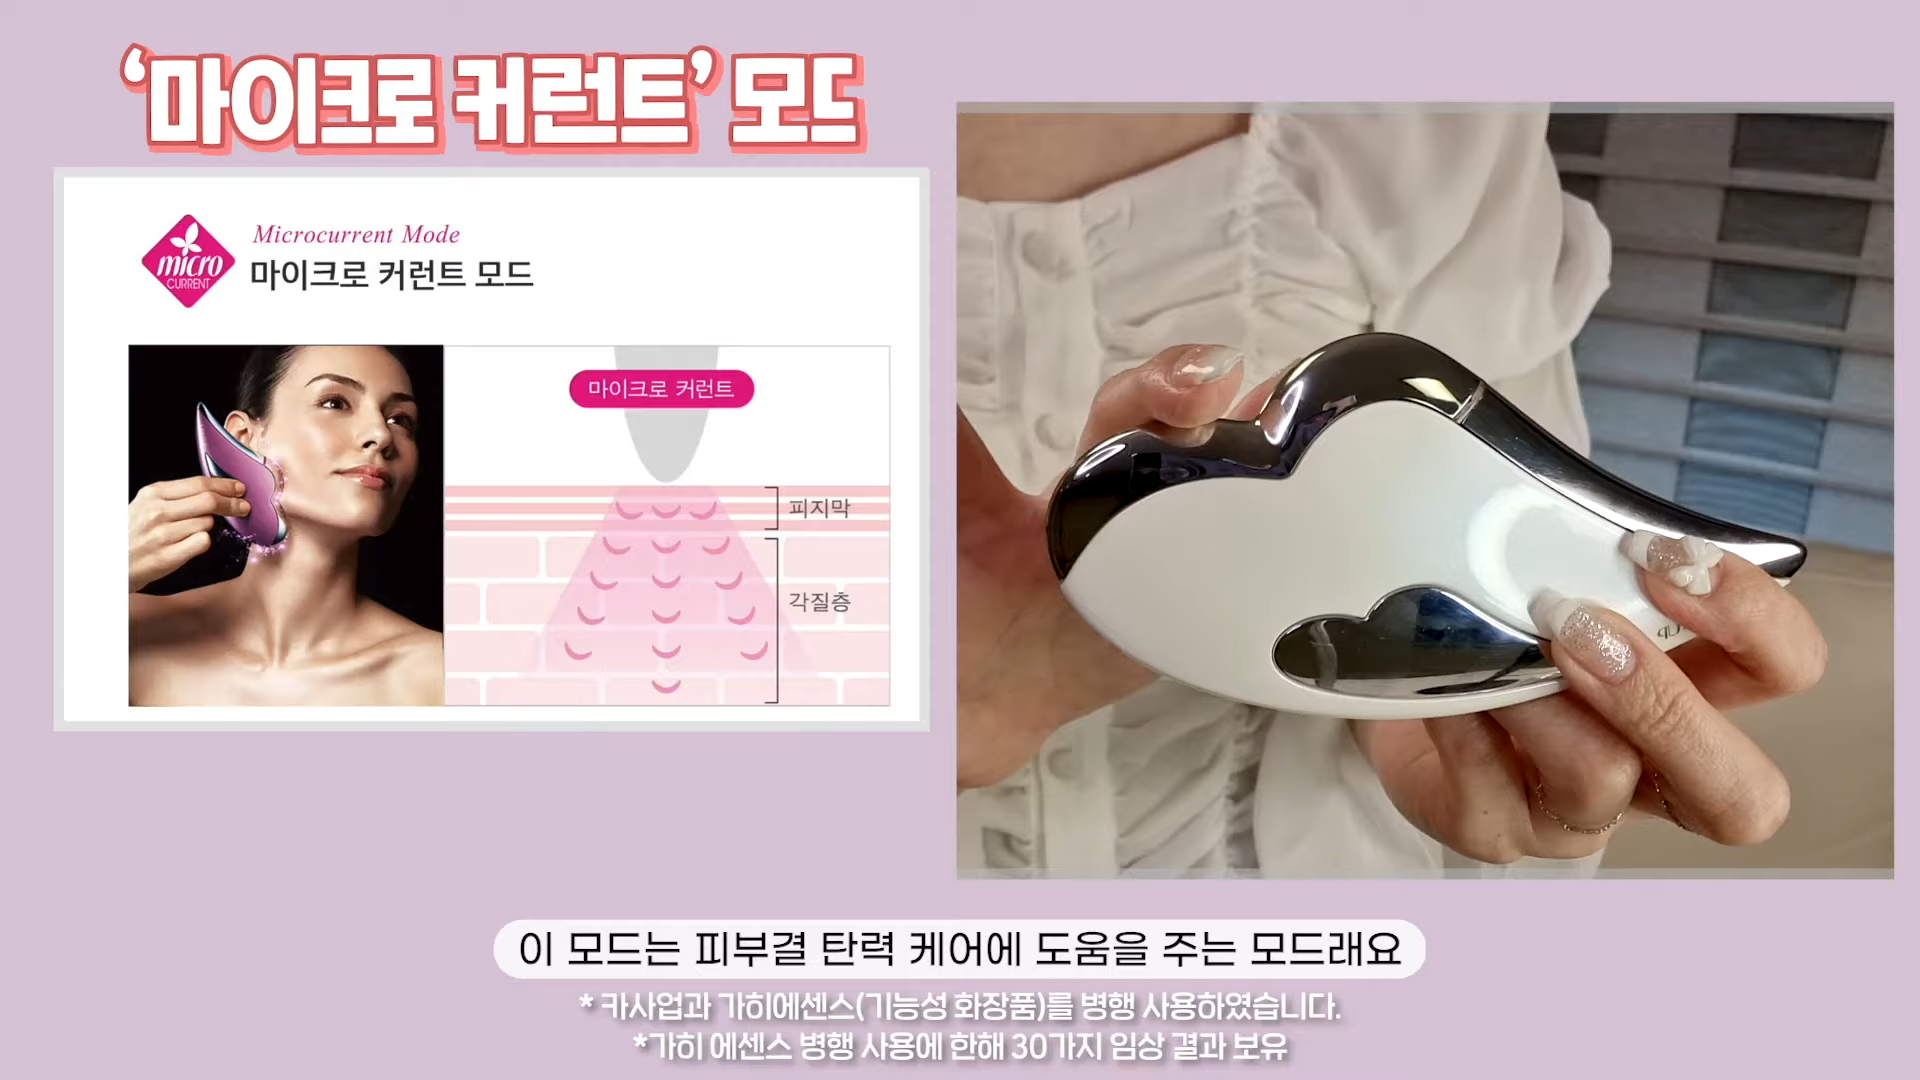 ‘마이크로 커런트’ 모드
Microcurrent Mode
마이크로 커런트 모드
micro
CURRENT
마이크로 커런트
피지막
각질층
이 모드는 피부결 탄력 케어에 도움을 주는 모드래요
* 카사업과 가히에센스(기능성 화장품)를 병행 사용하였습니다.
*가히 에센스 병행 사용에 한해 30가지 임상 결과 보유